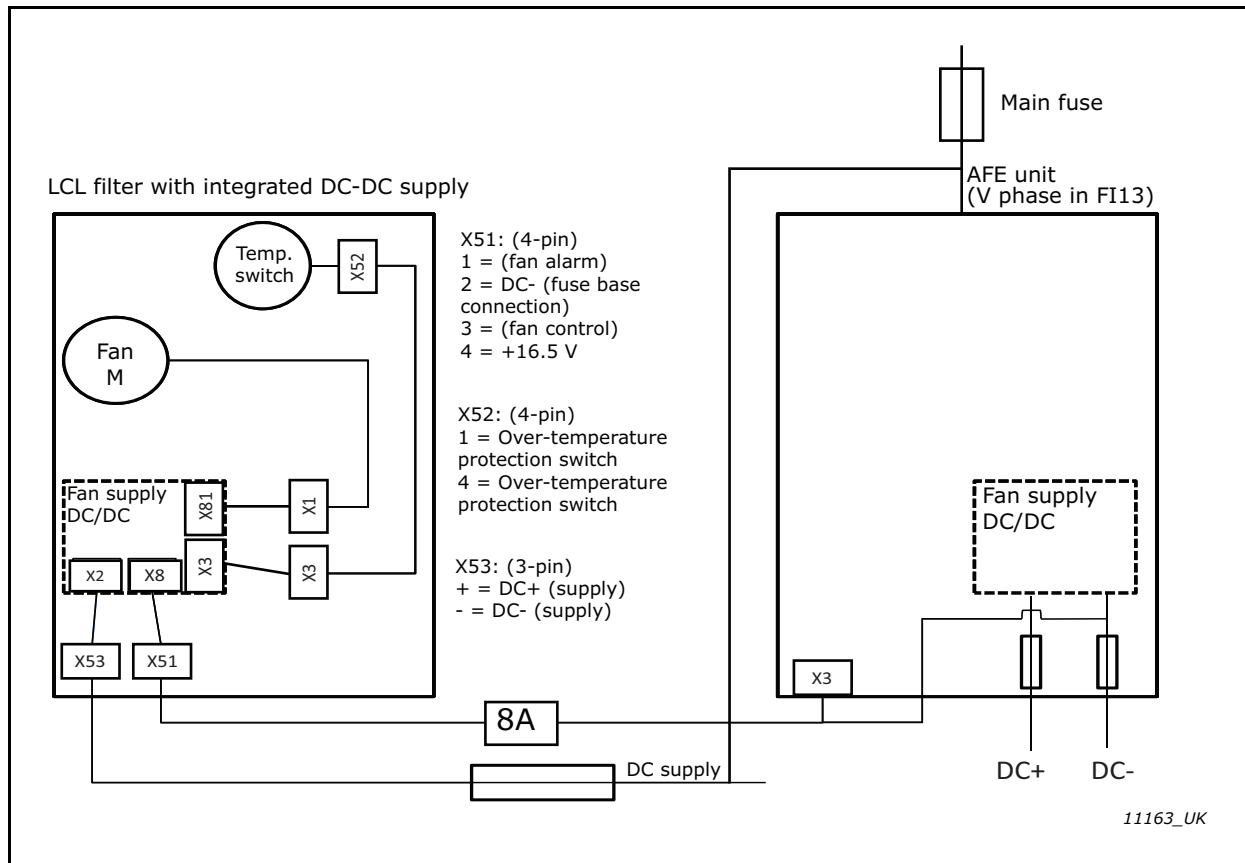 Main fuse
AFE unit
(V phase in FI13)
LCL filter with integrated DC-DC supply
Temp.
switch
X52
Fan
M
X51: (4-pin)
1 = (fan alarm)
2 = DC- (fuse base
connection)
3 = (fan control)
4 = +16.5 V
X52: (4-pin)
1 = Over-temperature
protection switch
4 = Over-temperature
protection switch
X53: (3-pin)
+ = DC+ (supply)
- = DC- (supply)
Fan supply
DC/DC
X81
X1
X3
X3
X2
X8
X53
X51
Fan supply
DC/DC
X3
8A
DC supply
DC+
DC-
11163_UK